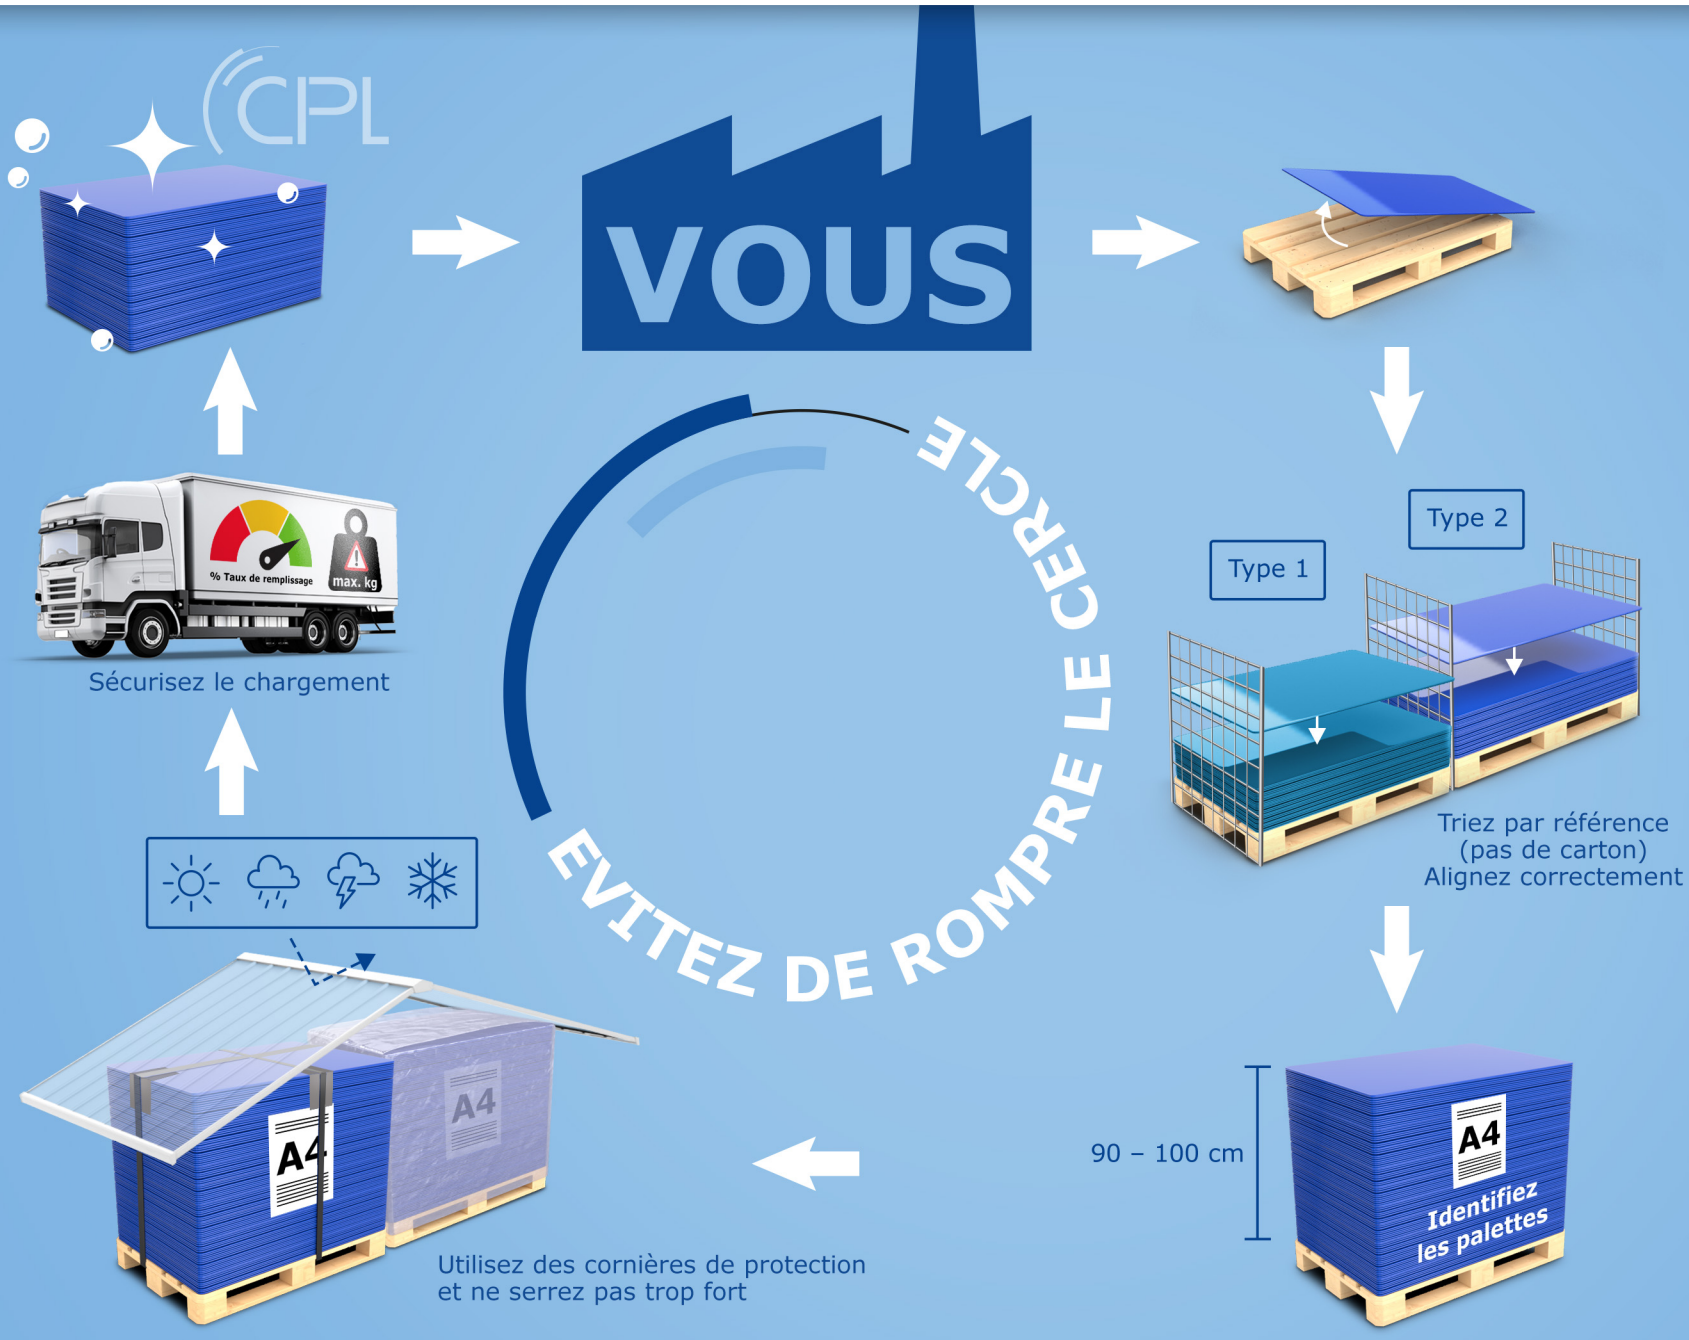 CPL
VOUS
EVITEZ DE ROMPRE LE CERCLE
Type 2
Type 1
Triez par référence
(pas de carton)
Alignez correctement
90 – 100 cm
A4
Identifiez
les palettes
A4
A4
Utilisez des cornières de protection
et ne serrez pas trop fort
% Taux de remplissage
max. kg
Sécurisez le chargement